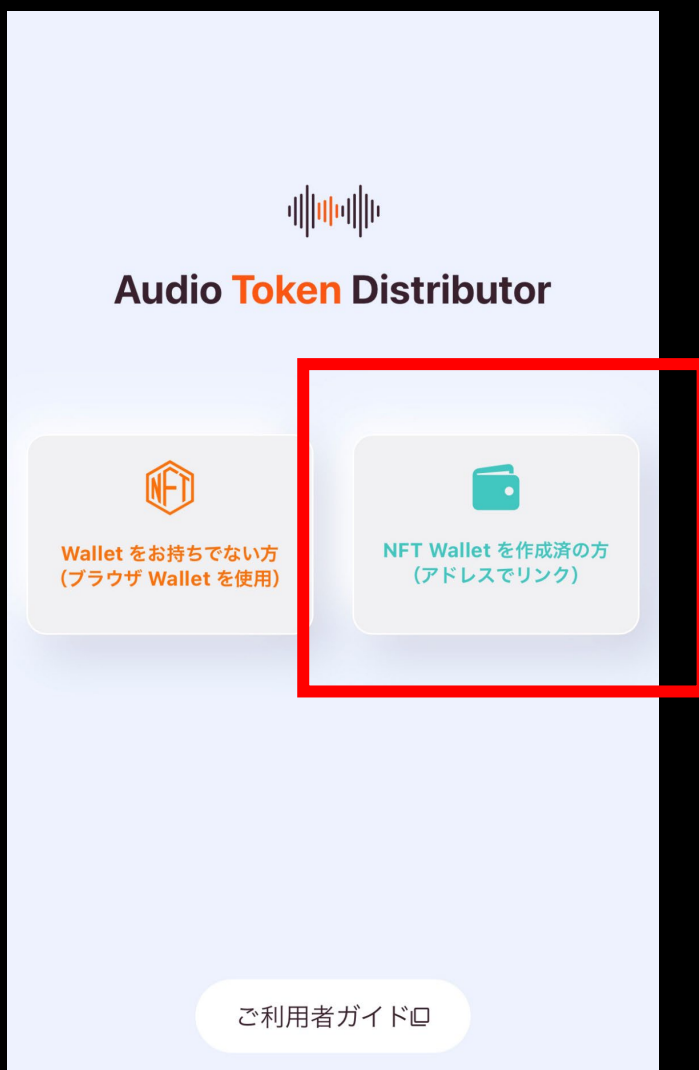 Audio Token Distributor
NFT
Wallet をお持ちでない方
(ブラウザ Wallet を使用)
NFT Wallet を作成済の方
(アドレスでリンク)
ご利用者ガイド